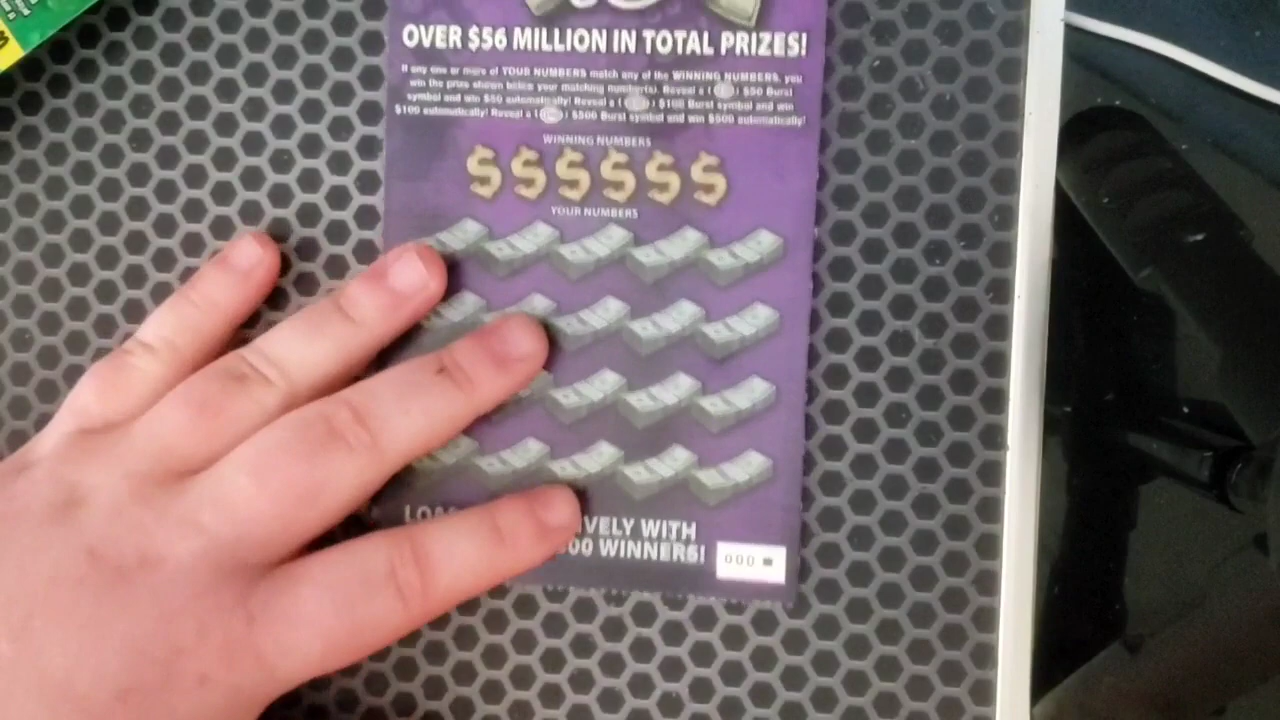 OVER $56 MILLION IN TOTAL PRIZES!
If any one or more of YOUR NUMBERS match any of the WINNING NUMBERS, you
win the prize shown below your matching number(s). Reveal a ( ) $50 Burst
symbol and win $50 automatically! Reveal a ( ) $100 Burst symbol and win
$100 automatically! Reveal a ( ) $500 Burst symbol and win $500 automatically!
WINNING NUMBERS
$ $ $ $ $ $
YOUR NUMBERS
WITH
WINNERS!
000